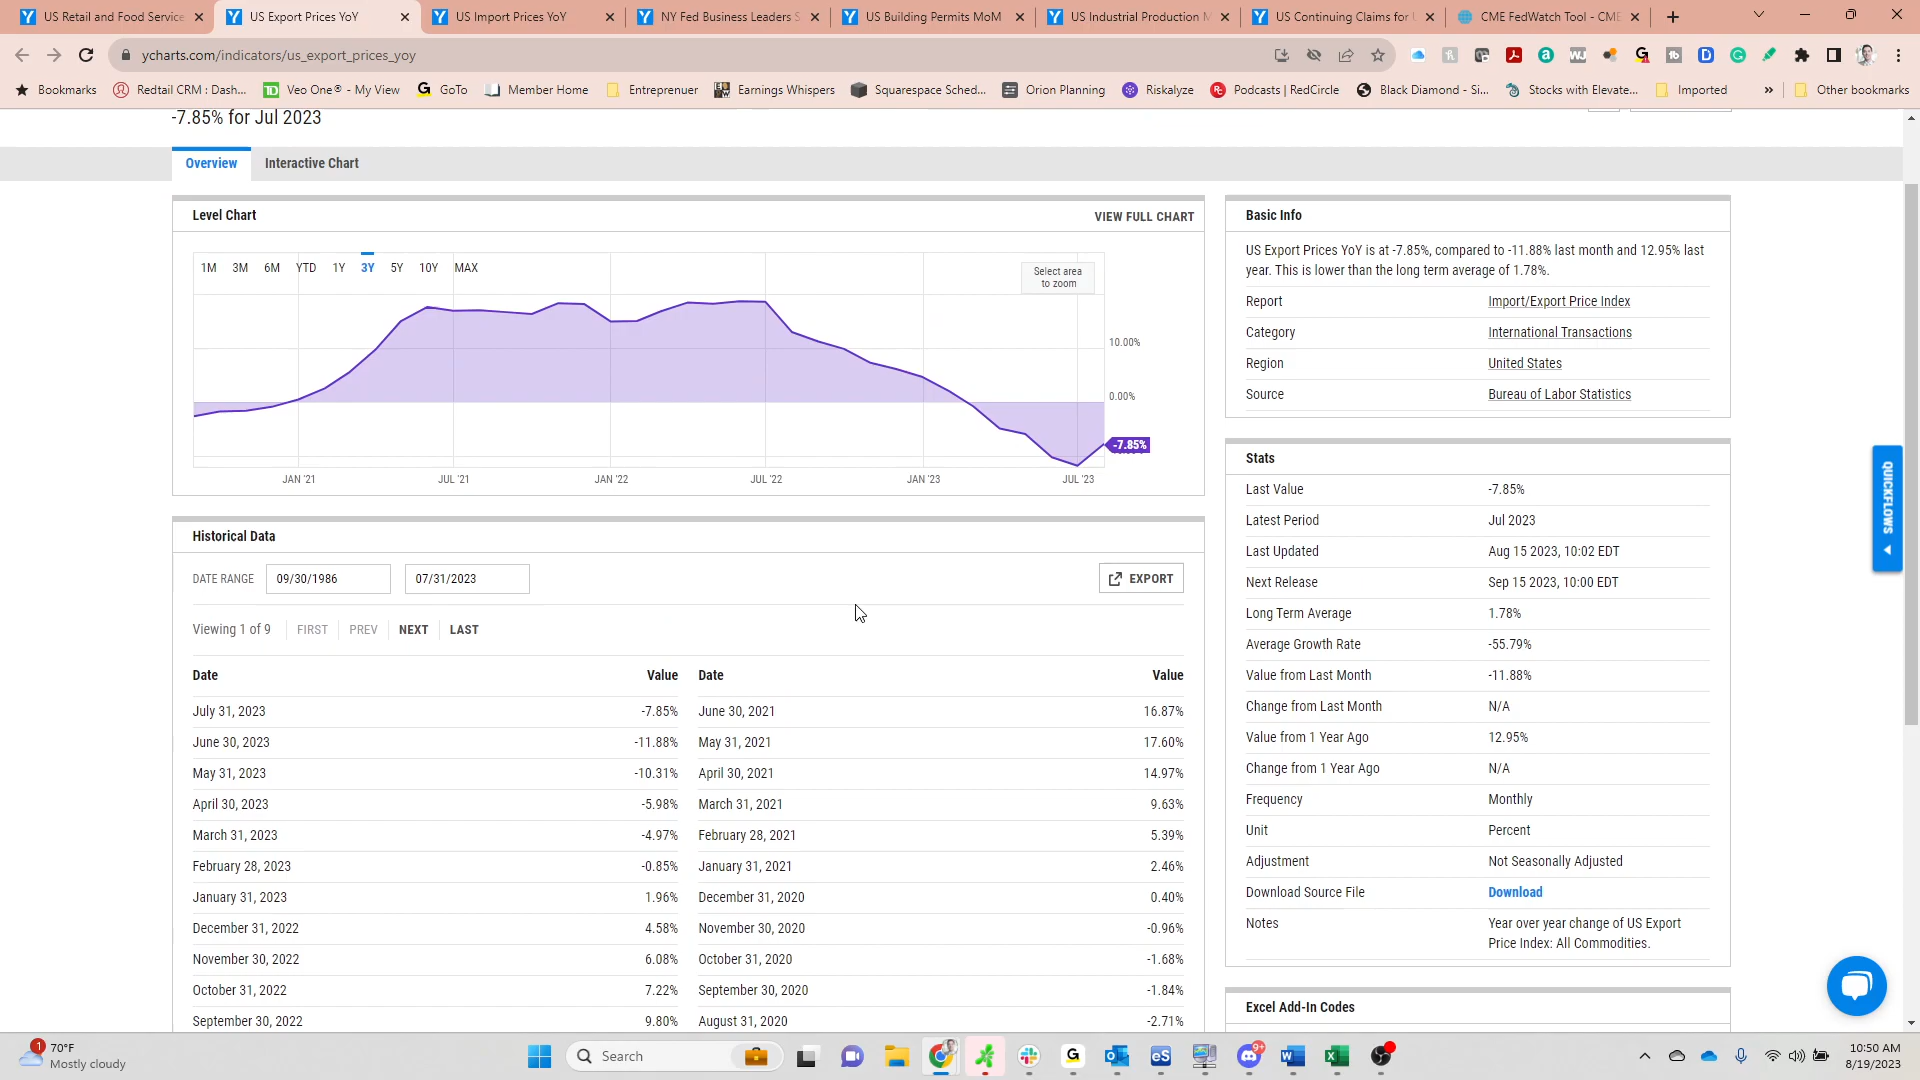 US Retail and Food Service
US Export Prices YoY
US Import Prices YoY
NY Fed Business Leaders S
US Building Permits MoM
US Industrial Production M
US Continuing Claims for
CME FedWatch Tool - CME
ycharts.com/indicators/us_export_prices_yoy
Bookmarks
Redtail CRM : Dash...
Veo One® - My View
GoTo
Member Home
Entreprenuer
Earnings Whispers
Squarespace Sched...
Orion Planning
Riskalyze
Podcasts | RedCircle
Black Diamond - Si...
Stocks with Elevate...
Imported
»
Other bookmarks
-7.85% for Jul 2023
Overview
Interactive Chart
Level Chart
VIEW FULL CHART
1M 3M 6M YTD 1Y 3Y 5Y 10Y MAX
Select area
to zoom
10.00%
0.00%
-7.85%
JAN '21 JUL '21 JAN '22 JUL '22 JAN '23 JUL '23
Historical Data
DATE RANGE 09/30/1986 07/31/2023
EXPORT
Viewing 1 of 9 FIRST PREV NEXT LAST
Date Value Date Value
July 31, 2023 -7.85% June 30, 2021 16.87%
June 30, 2023 -11.88% May 31, 2021 17.60%
May 31, 2023 -10.31% April 30, 2021 14.97%
April 30, 2023 -5.98% March 31, 2021 9.63%
March 31, 2023 -4.97% February 28, 2021 5.39%
February 28, 2023 -0.85% January 31, 2021 2.46%
January 31, 2023 1.96% December 31, 2020 0.40%
December 31, 2022 4.58% November 30, 2020 -0.96%
November 30, 2022 6.08% October 31, 2020 -1.68%
October 31, 2022 7.22% September 30, 2020 -1.84%
September 30, 2022 9.80% August 31, 2020 -2.71%
Basic Info
US Export Prices YoY is at -7.85%, compared to -11.88% last month and 12.95% last
year. This is lower than the long term average of 1.78%.
Report Import/Export Price Index
Category International Transactions
Region United States
Source Bureau of Labor Statistics
Stats
Last Value -7.85%
Latest Period Jul 2023
Last Updated Aug 15 2023, 10:02 EDT
Next Release Sep 15 2023, 10:00 EDT
Long Term Average 1.78%
Average Growth Rate -55.79%
Value from Last Month -11.88%
Change from Last Month N/A
Value from 1 Year Ago 12.95%
Change from 1 Year Ago N/A
Frequency Monthly
Unit Percent
Adjustment Not Seasonally Adjusted
Download Source File Download
Notes Year over year change of US Export
Price Index: All Commodities.
Excel Add-In Codes
QUICKFLOWS
1
70°F
Mostly cloudy
Search
9+
10:50 AM
8/19/2023